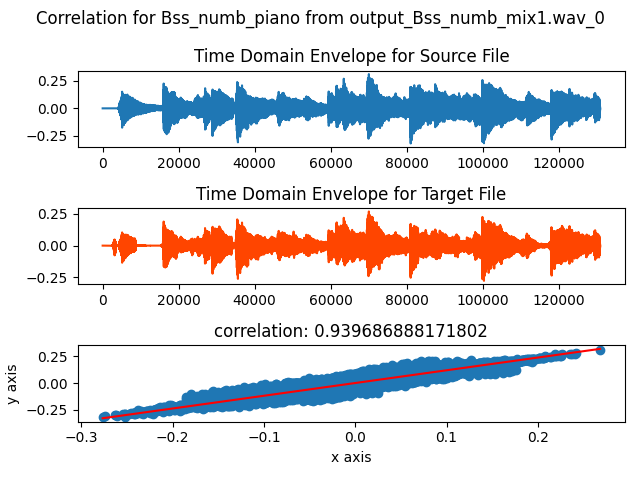 Correlation for Bss_numb_piano from output_Bss_numb_mix1.wav_0
Time Domain Envelope for Source File
0.25
0.00
−0.25
0 20000 40000 60000 80000 100000 120000
Time Domain Envelope for Target File
0.25
0.00
−0.25
0 20000 40000 60000 80000 100000 120000
correlation: 0.939686888171802
y axis
0.25
0.00
−0.25
−0.3 −0.2 −0.1 0.0 0.1 0.2
x axis